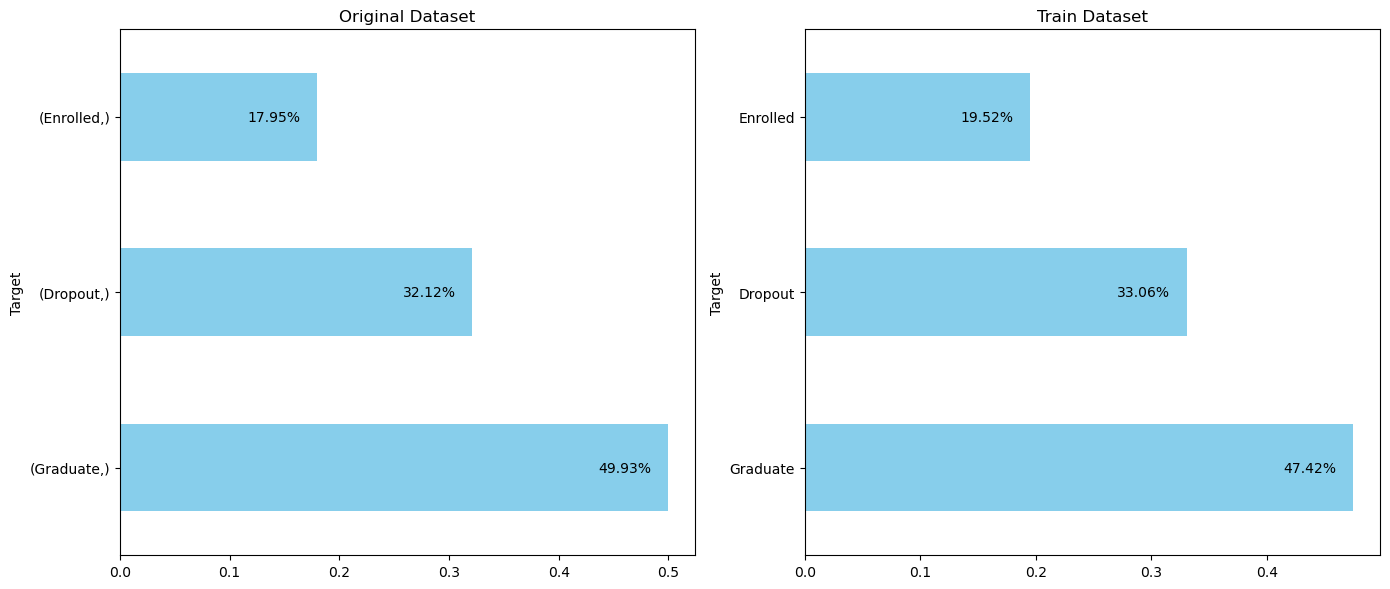 Original Dataset
(Enrolled,)
17.95%
(Dropout,)
32.12%
(Graduate,)
49.93%
Target
0.0 0.1 0.2 0.3 0.4 0.5
Train Dataset
Enrolled
19.52%
Dropout
33.06%
Graduate
47.42%
Target
0.0 0.1 0.2 0.3 0.4